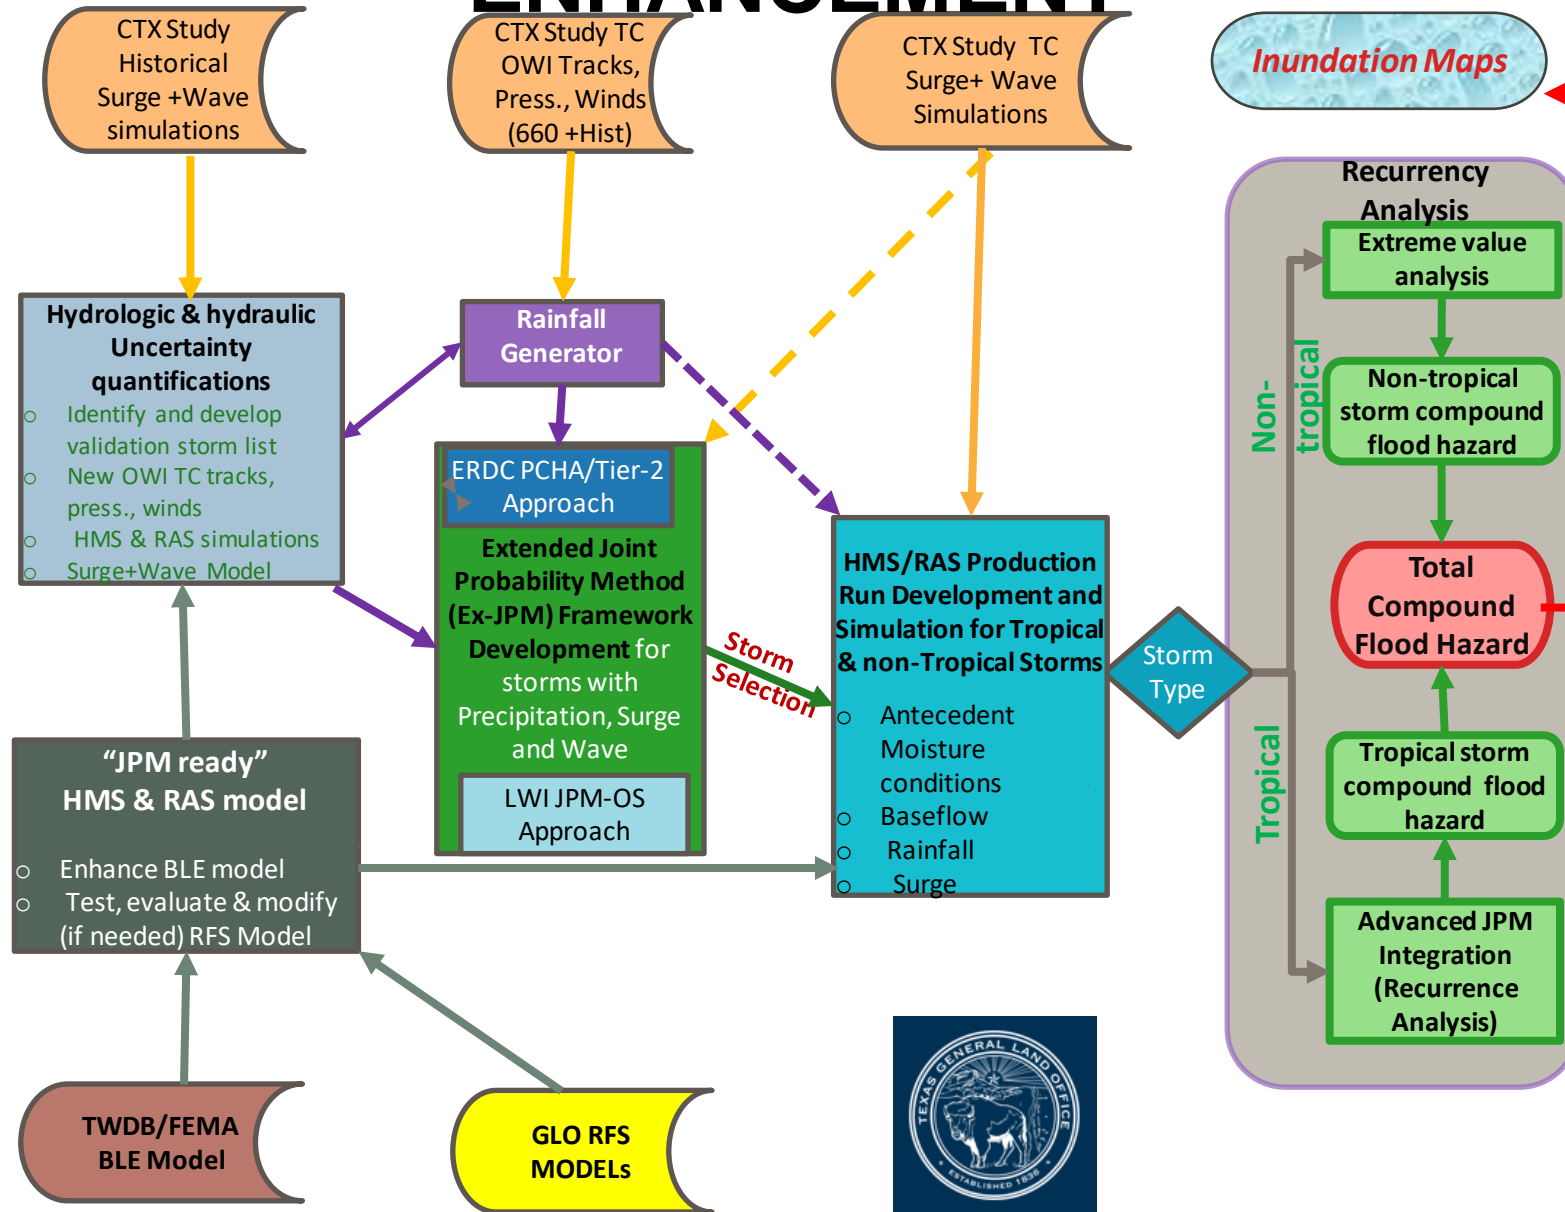 ENHANCEMENT
CTX Study
Historical
Surge +Wave
simulations
CTX Study TC
OWI Tracks,
Press., Winds
(660 +Hist)
CTX Study TC
Surge+ Wave
Simulations
Inundation Maps
Hydrologic & hydraulic
Uncertainty
quantifications
o Identify and develop
validation storm list
o New OWI TC tracks,
press., winds
o HMS & RAS simulations
o Surge+Wave Model
Rainfall
Generator
ERDC PCHA/Tier-2
Approach
Extended Joint
Probability Method
(Ex-JPM) Framework
Development for
storms with
Precipitation, Surge
and Wave
LWI JPM-OS
Approach
Storm
Selection
HMS/RAS Production
Run Development and
Simulation for Tropical
& non-Tropical Storms
o Antecedent
Moisture
conditions
o Baseflow
o Rainfall
o Surge
Storm
Type
Non-
tropical
Tropical
Recurrency
Analysis
Extreme value
analysis
Non-tropical
storm compound
flood hazard
Total
Compound
Flood Hazard
Tropical storm
compound flood
hazard
Advanced JPM
Integration
(Recurrence
Analysis)
“JPM ready”
HMS & RAS model
o Enhance BLE model
o Test, evaluate & modify
(if needed) RFS Model
TWDB/FEMA
BLE Model
GLO RFS
MODELs
TEXAS GENERAL LAND OFFICE
ESTABLISHED 1836